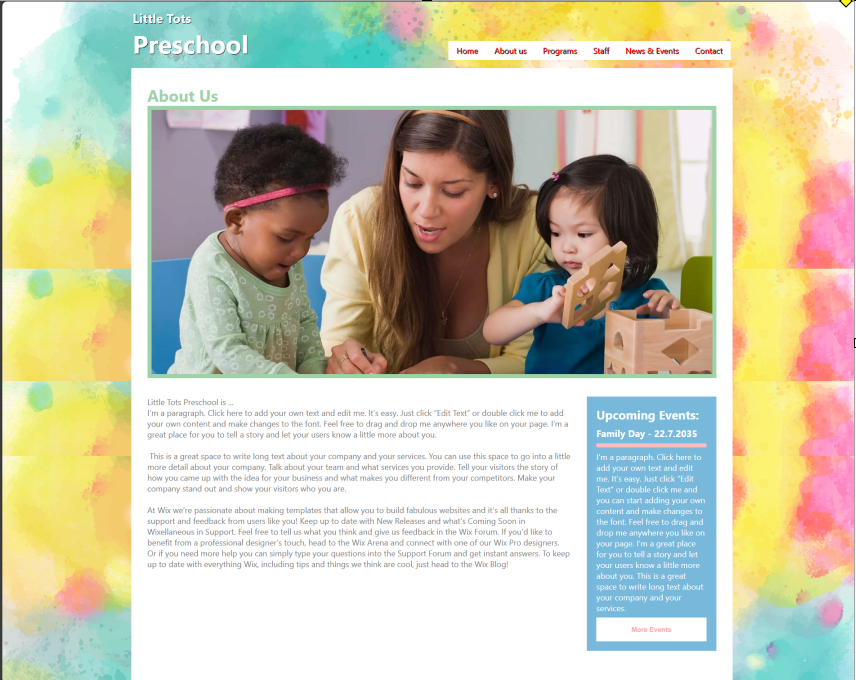 Little Tots
Preschool
Home About us Programs Staff News & Events Contact
About Us
Little Tots Preschool is ...
I'm a paragraph. Click here to add your own text and edit me. It's easy. Just click "Edit Text" or double click me to add
your own content and make changes to the font. Feel free to drag and drop me anywhere you like on your page. I'm a
great place for you to tell a story and let your users know a little more about you.
This is a great space to write long text about your company and your services. You can use this space to go into a little
more detail about your company. Talk about your team and what services you provide. Tell your visitors the story of
how you came up with the idea for your business and what makes you different from your competitors. Make your
company stand out and show your visitors who you are.
At Wix we're passionate about making templates that allow you to build fabulous websites and it's all thanks to the
support and feedback from users like you! Keep up to date with New Releases and what's Coming Soon in
Wixellaneous in Support. Feel free to tell us what you think and give us feedback in the Wix Forum. If you'd like to
benefit from a professional designer's touch, head to the Wix Arena and connect with one of our Wix Pro designers.
Or if you need more help you can simply type your questions into the Support Forum and get instant answers. To keep
up to date with everything Wix, including tips and things we think are cool, just head to the Wix Blog!
Upcoming Events:
Family Day - 22.7.2035
I'm a paragraph. Click here to
add your own text and edit
me. It's easy. Just click "Edit
Text" or double click me and
you can start adding your own
content and make changes to
the font. Feel free to drag and
drop me anywhere you like on
your page. I'm a great place
for you to tell a story and let
your users know a little more
about you. This is a great
space to write long text about
your company and your
services.
More Events